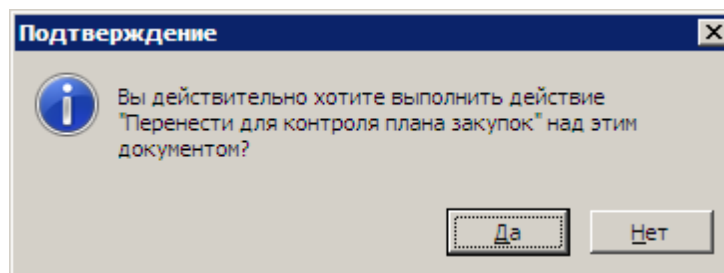 Подтверждение
Вы действительно хотите выполнить действие
"Перенести для контроля плана закупок" над этим
документом?
Да
Нет